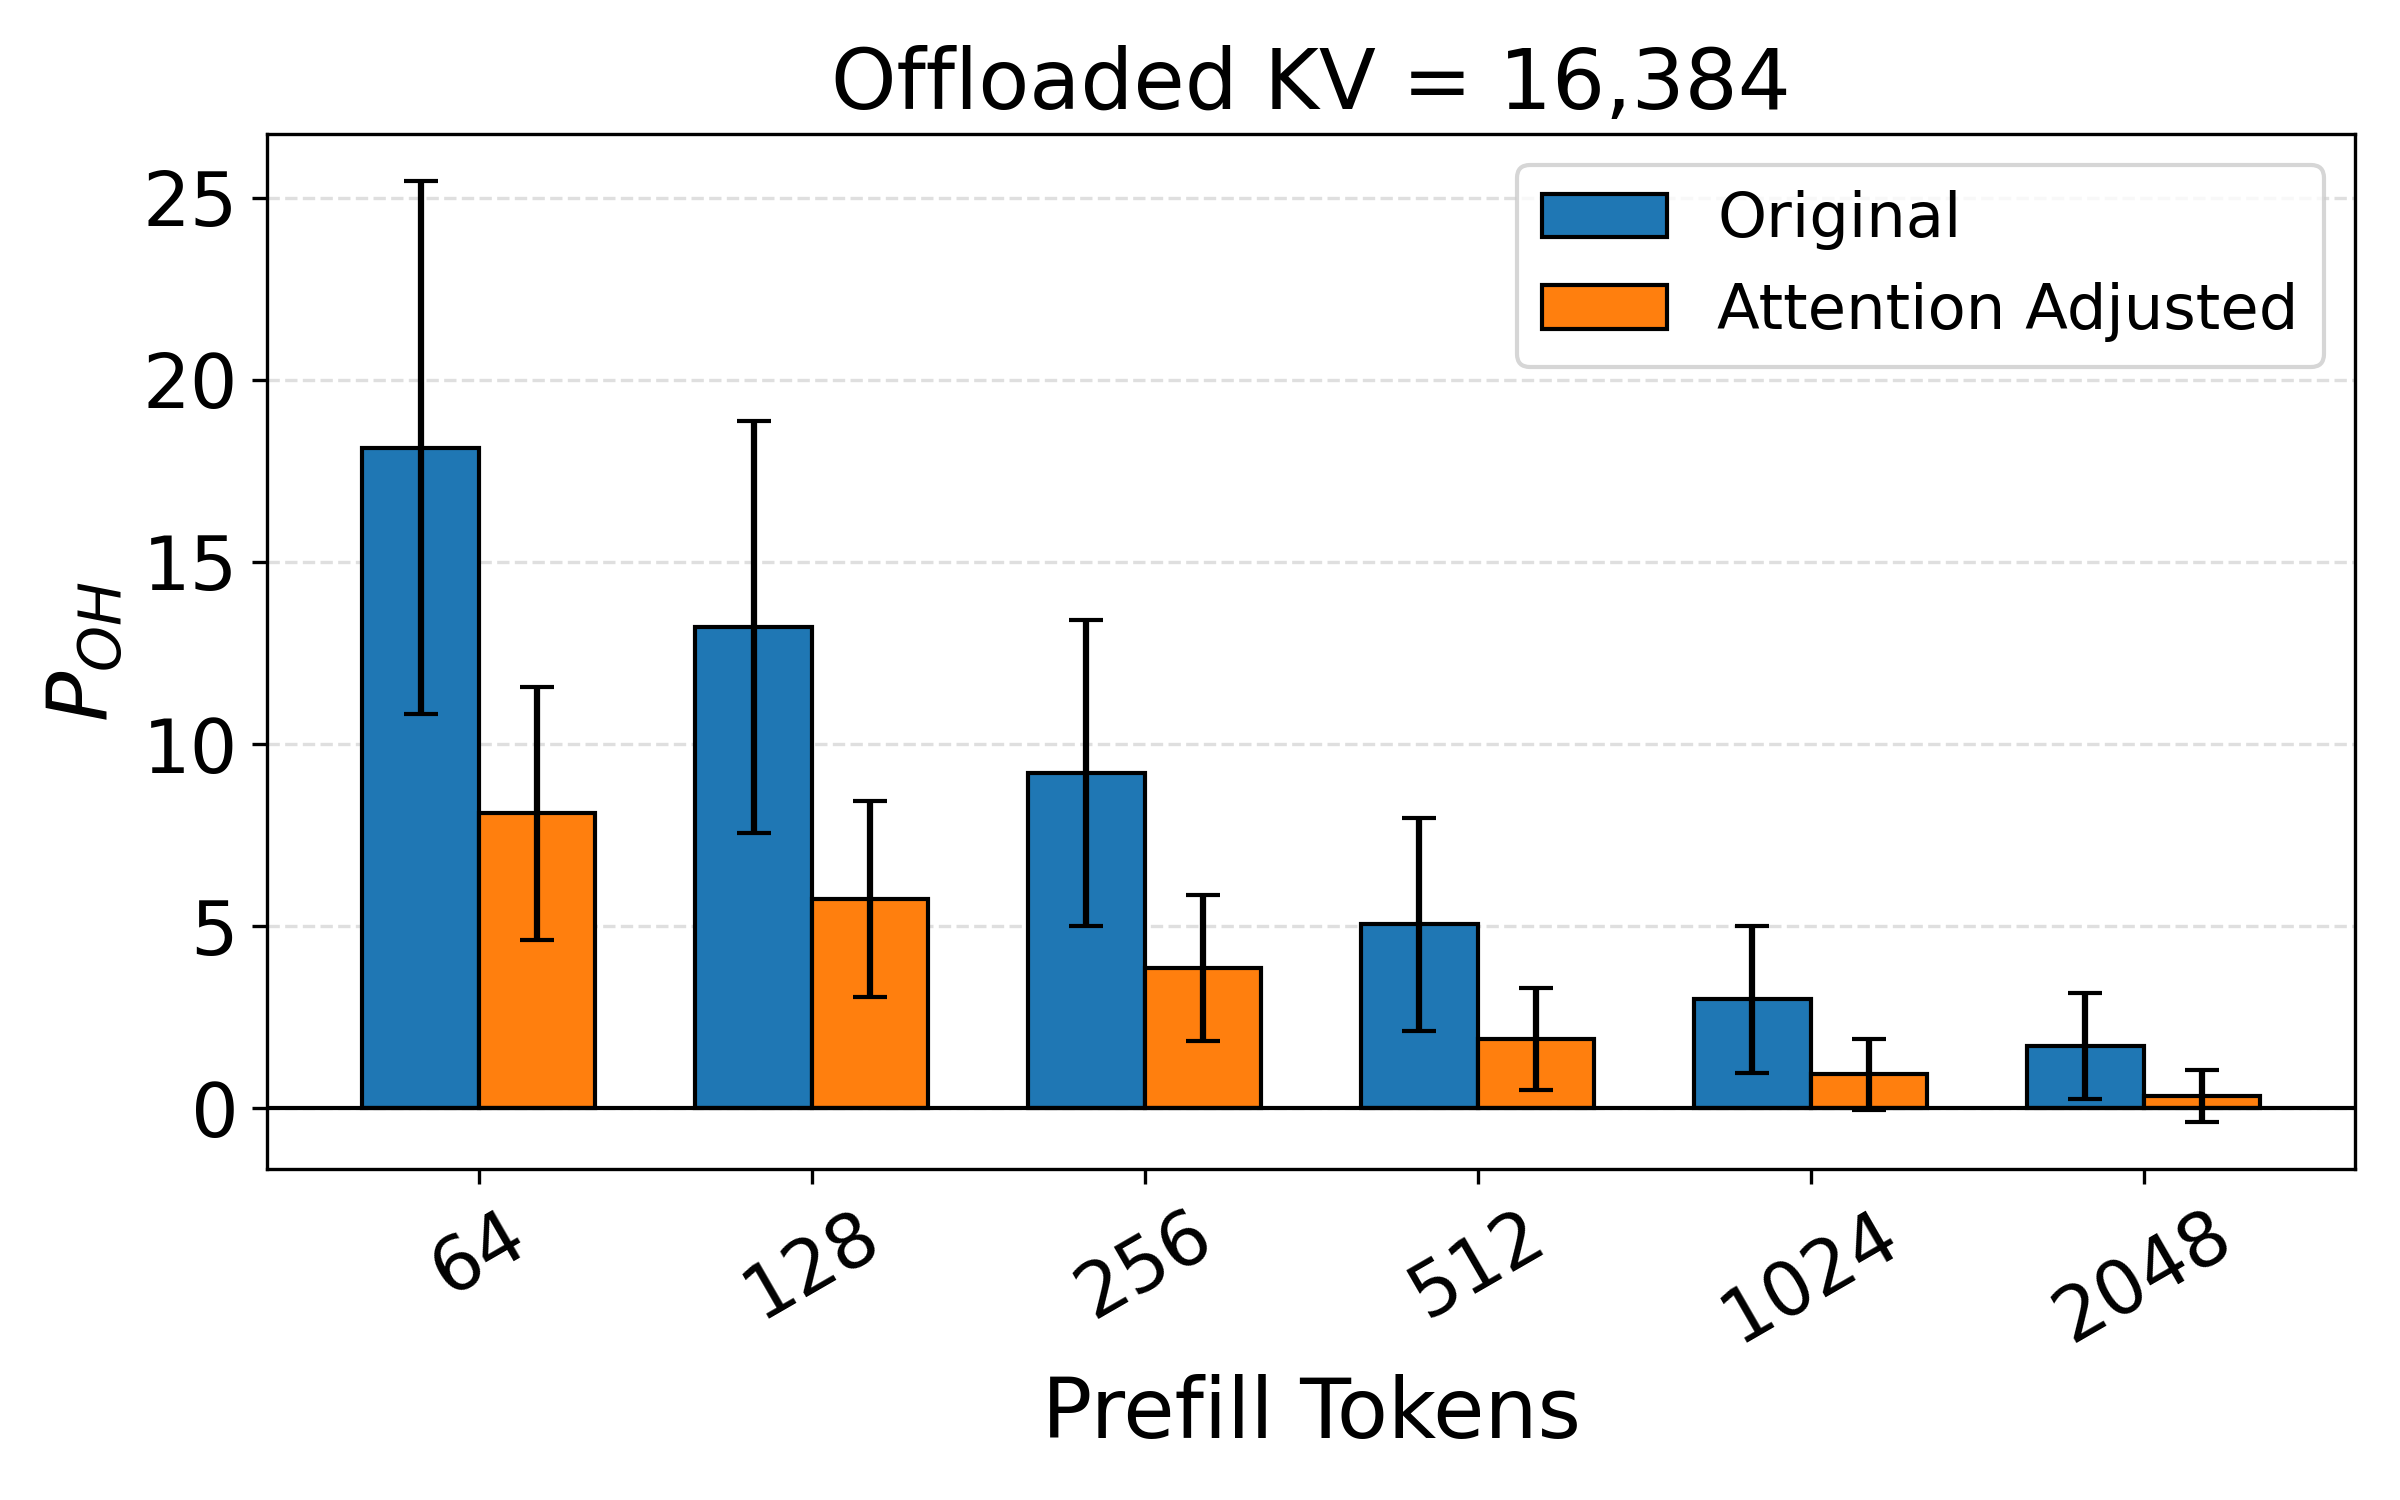 Offloaded KV = 16,384
Original
Attention Adjusted
25
20
15
10
5
0
P_OH
64
128
256
512
1024
2048
Prefill Tokens